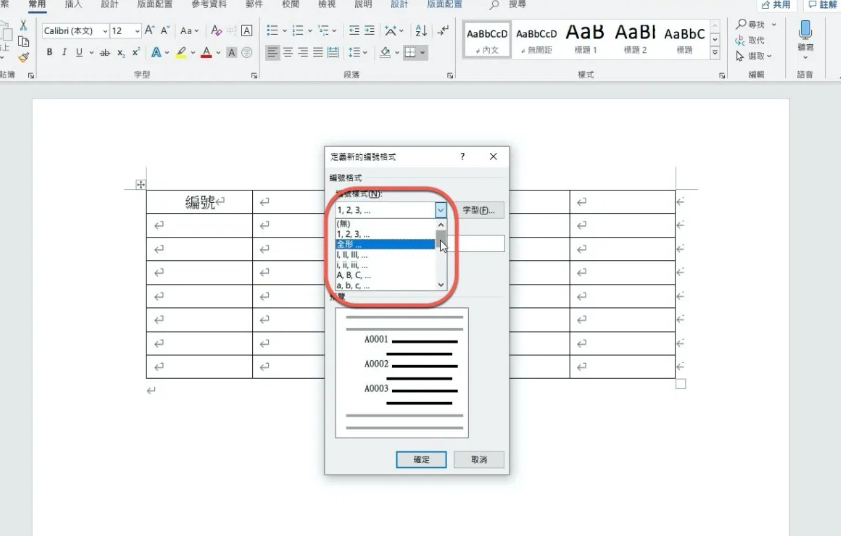 案 常用 插入 設計 版面配置 參考資料 郵件 校閱 檢視 說明 設計 版面配置 搜尋 共用 註解
Calibri (本文) 12 A A Aa A 尋找
AaBbCcD AaBbCcD AaB AaBl AaBbC 取代
B I U ab x₂ x² A A A 內文 無間距 標題 1 標題 2 標題 選取 聽寫
貼簿 字型 段落 樣式 編輯 語音
定義新的編號格式 ?
編號格式
編號樣式(N):
編號
1, 2, 3, ... 字型(F)...
(無)
1, 2, 3, ...
全形 ...
I, II, III, ...
i, ii, iii, ...
A, B, C, ...
a, b, c, ...
預覽
A0001
A0002
A0003
確定 取消